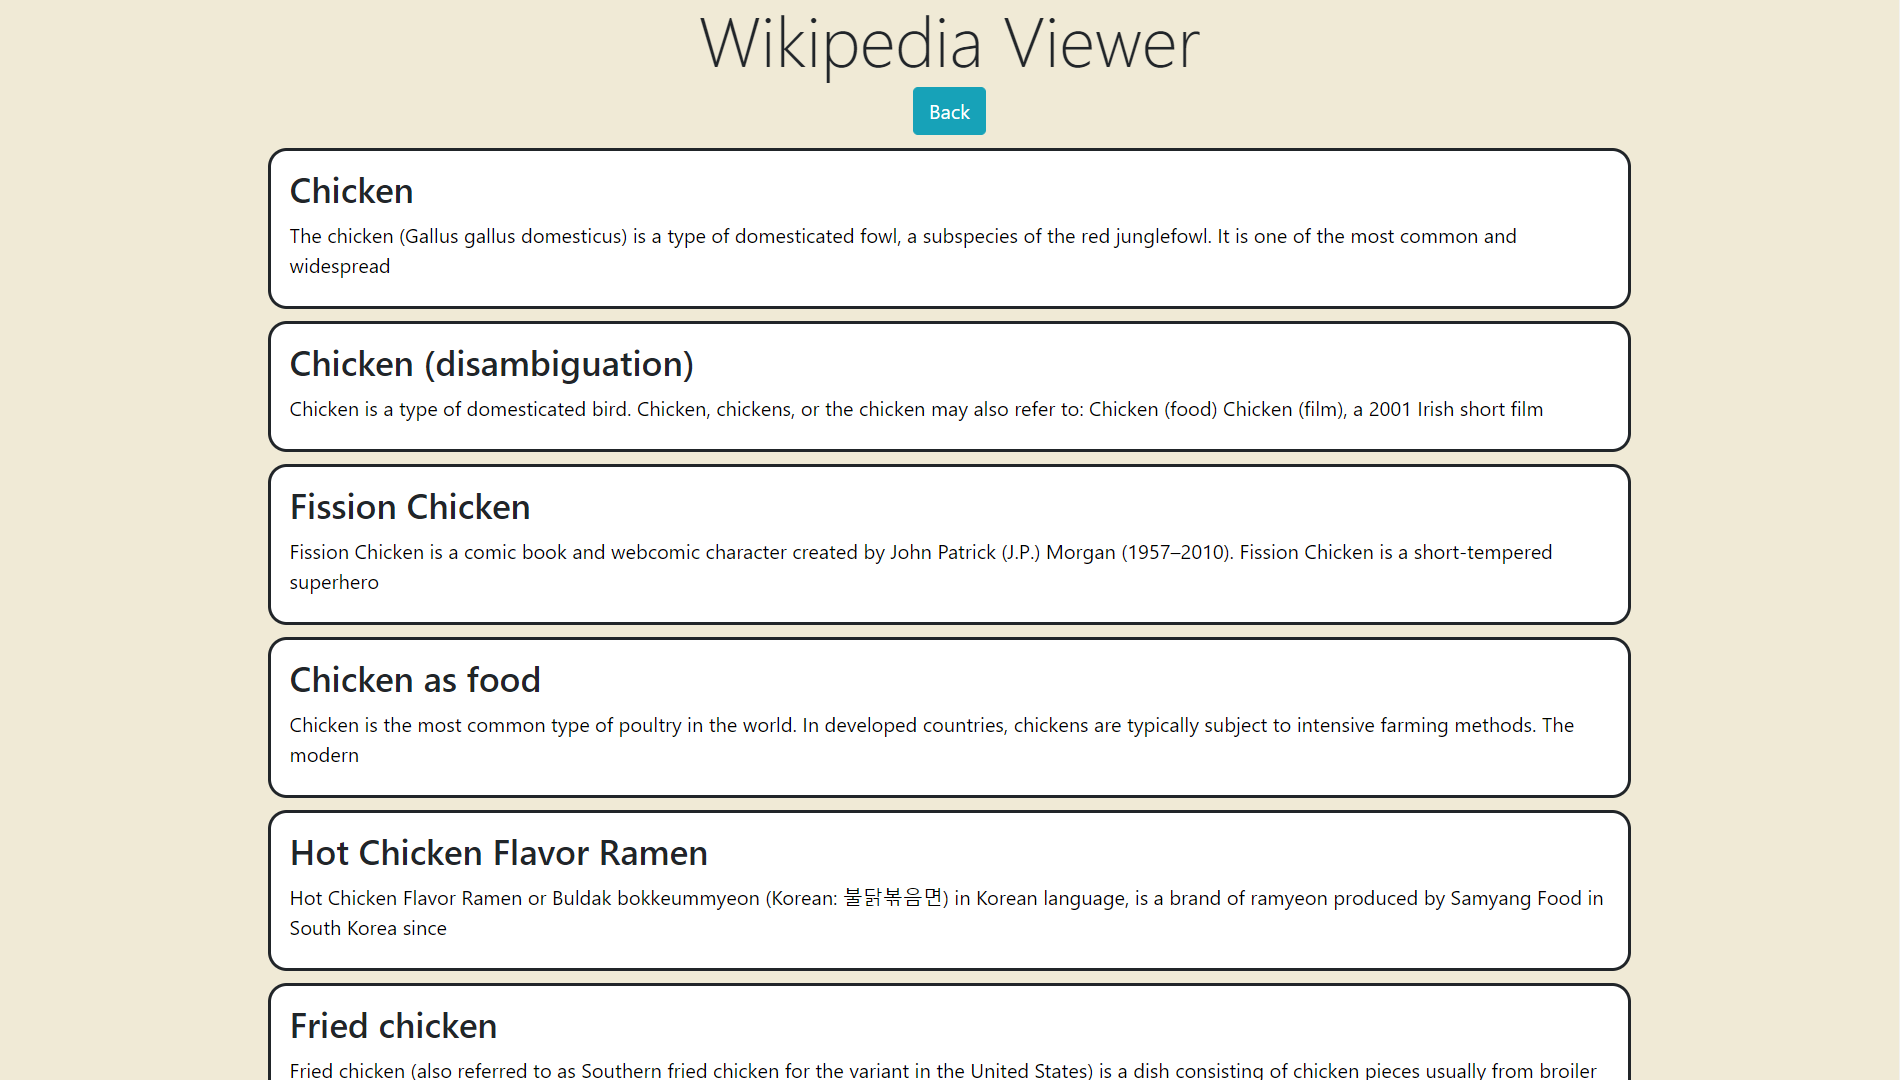 Wikipedia Viewer
Back
Chicken
The chicken (Gallus gallus domesticus) is a type of domesticated fowl, a subspecies of the red junglefowl. It is one of the most common and
widespread
Chicken (disambiguation)
Chicken is a type of domesticated bird. Chicken, chickens, or the chicken may also refer to: Chicken (food) Chicken (film), a 2001 Irish short film
Fission Chicken
Fission Chicken is a comic book and webcomic character created by John Patrick (J.P.) Morgan (1957–2010). Fission Chicken is a short-tempered
superhero
Chicken as food
Chicken is the most common type of poultry in the world. In developed countries, chickens are typically subject to intensive farming methods. The
modern
Hot Chicken Flavor Ramen
Hot Chicken Flavor Ramen or Buldak bokkeummyeon (Korean: 불닭볶음면) in Korean language, is a brand of ramyeon produced by Samyang Food in
South Korea since
Fried chicken
Fried chicken (also referred to as Southern fried chicken for the variant in the United States) is a dish consisting of chicken pieces usually from broiler